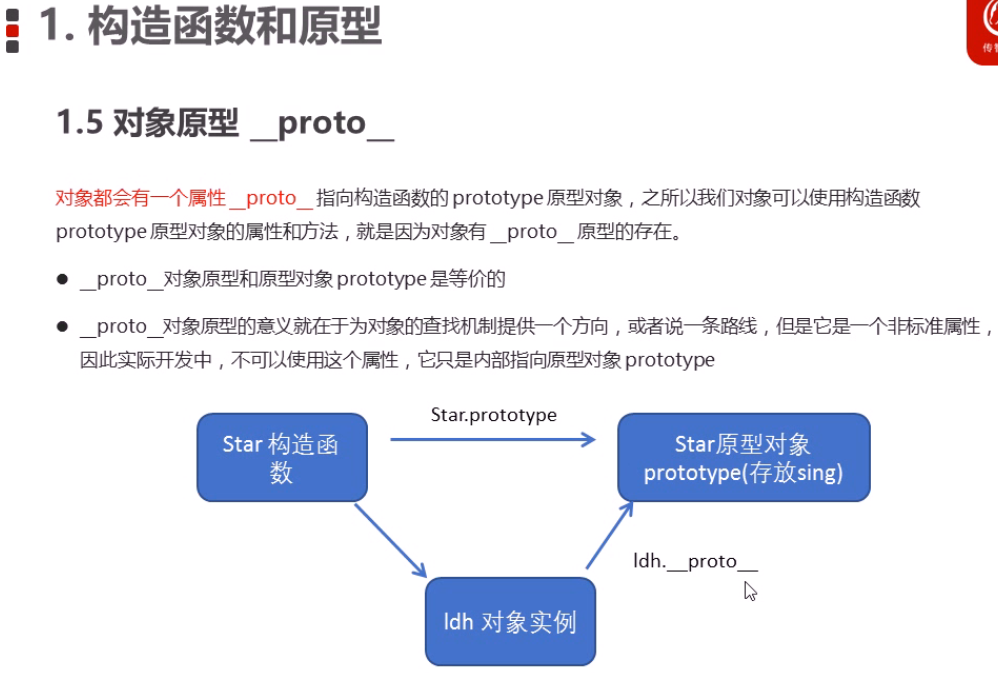 1. 构造函数和原型
传智
1.5 对象原型 __proto__
对象都会有一个属性 __proto__ 指向构造函数的 prototype 原型对象，之所以我们对象可以使用构造函数
prototype 原型对象的属性和方法，就是因为对象有 __proto__ 原型的存在。
● __proto__对象原型和原型对象 prototype 是等价的
● __proto__对象原型的意义就在于为对象的查找机制提供一个方向，或者说一条路线，但是它是一个非标准属性，
因此实际开发中，不可以使用这个属性，它只是内部指向原型对象 prototype
Star.prototype
Star 构造函
数
Star原型对象
prototype(存放sing)
ldh.__proto__
ldh 对象实例